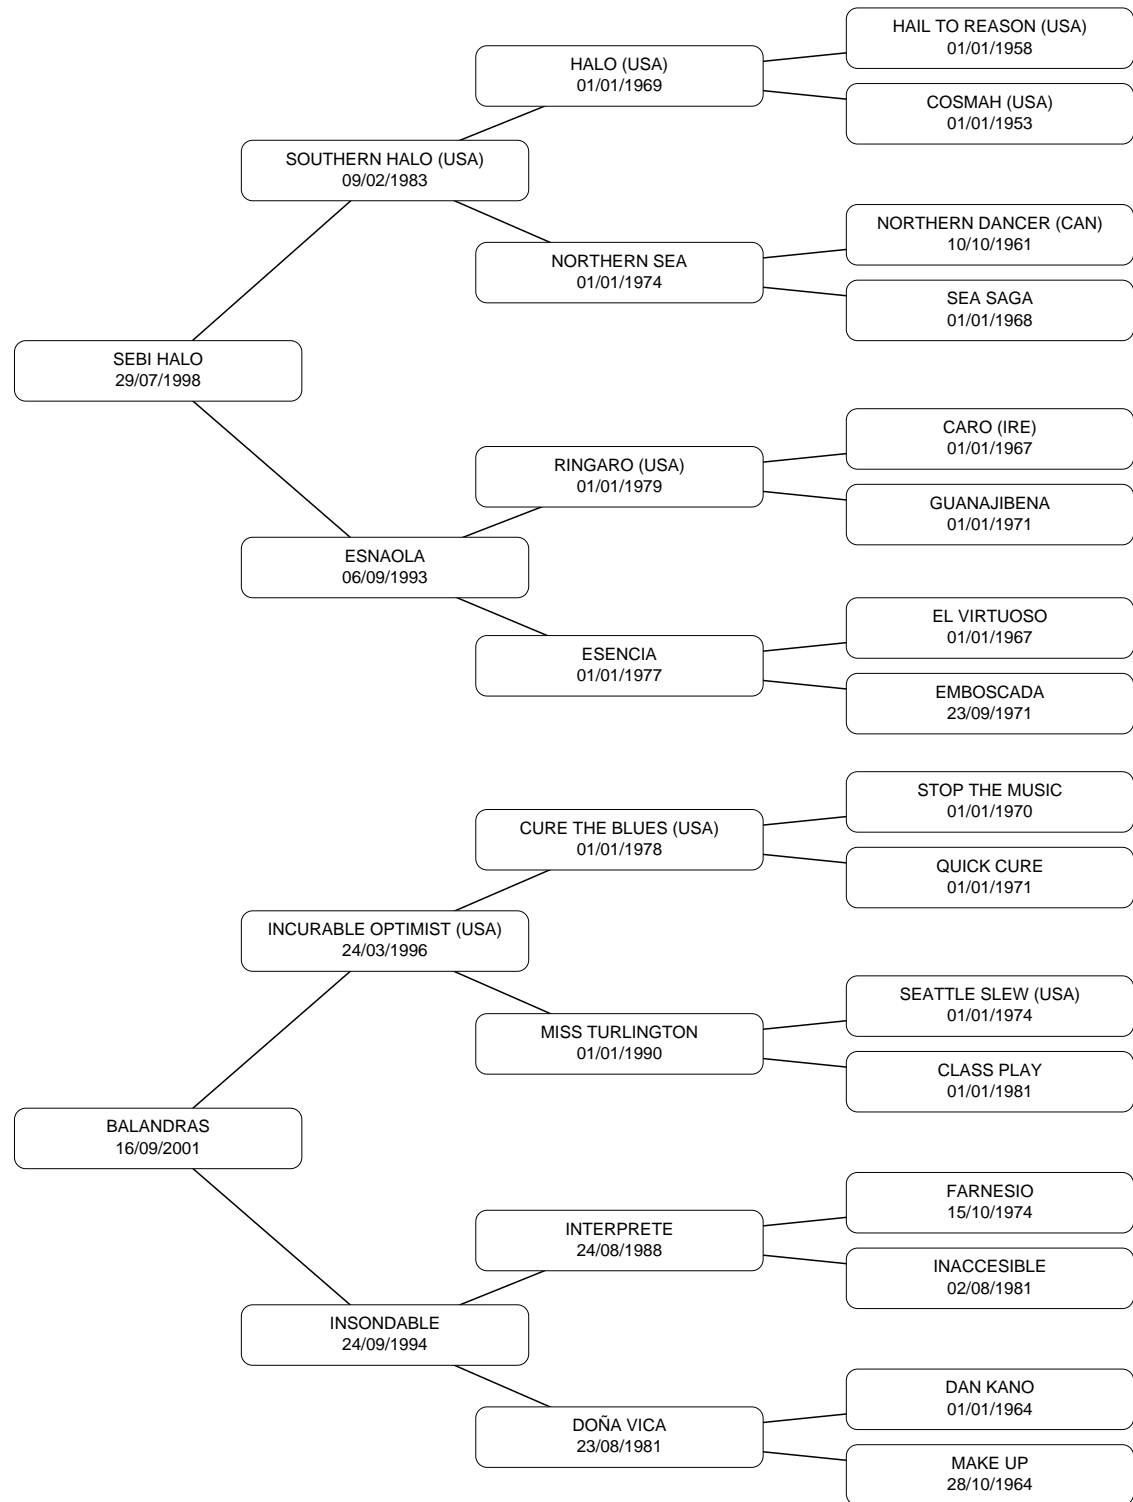 HAIL TO REASON (USA)
01/01/1958
HALO (USA)
01/01/1969
COSMAH (USA)
01/01/1953
SOUTHERN HALO (USA)
09/02/1983
NORTHERN DANCER (CAN)
10/10/1961
NORTHERN SEA
01/01/1974
SEA SAGA
01/01/1968
SEBI HALO
29/07/1998
CARO (IRE)
01/01/1967
RINGARO (USA)
01/01/1979
GUANAJIBENA
01/01/1971
ESNAOLA
06/09/1993
EL VIRTUOSO
01/01/1967
ESENCIA
01/01/1977
EMBOSCADA
23/09/1971
STOP THE MUSIC
01/01/1970
CURE THE BLUES (USA)
01/01/1978
QUICK CURE
01/01/1971
INCURABLE OPTIMIST (USA)
24/03/1996
SEATTLE SLEW (USA)
01/01/1974
MISS TURLINGTON
01/01/1990
CLASS PLAY
01/01/1981
BALANDRAS
16/09/2001
FARNESIO
15/10/1974
INTERPRETE
24/08/1988
INACCESIBLE
02/08/1981
INSONDABLE
24/09/1994
DAN KANO
01/01/1964
DOÑA VICA
23/08/1981
MAKE UP
28/10/1964